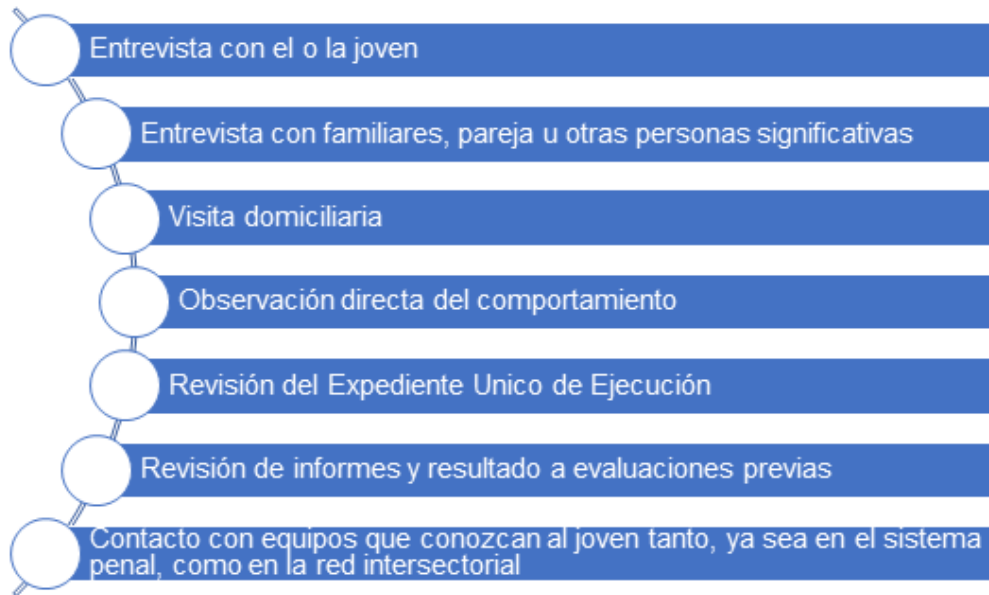 Entrevista con el o la joven
Entrevista con familiares, pareja u otras personas significativas
Visita domiciliaria
Observación directa del comportamiento
Revisión del Expediente Unico de Ejecución
Revisión de informes y resultado a evaluaciones previas
Contacto con equipos que conozcan al joven tanto, ya sea en el sistema
penal, como en la red intersectorial